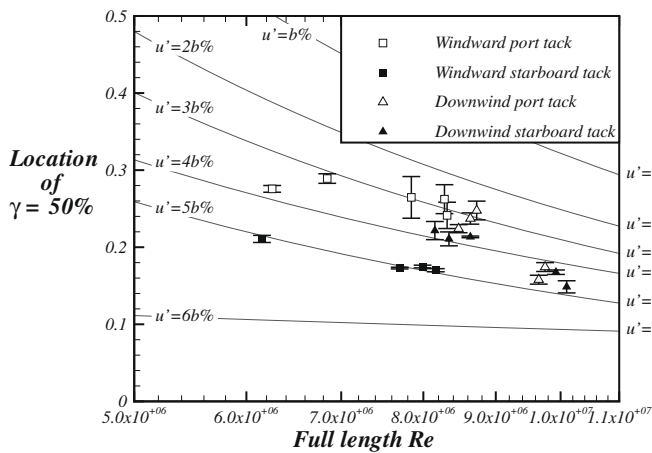 0.5
u'=b%
Windward port tack
u'=2b%
Windward starboard tack
Downwind port tack
Downwind starboard tack
0.4
u'=3b%
Location
of
γ = 50%
u'=4b%
0.3
u'=
u'=5b%
u'=
0.2
u'=
u'=
u'=
0.1
u'=6b%
u'=
0
5.0x10+06 6.0x10+06 7.0x10+06 8.0x10+06 9.0x10+06 1.0x10+07 1.1x10+07
Full length Re